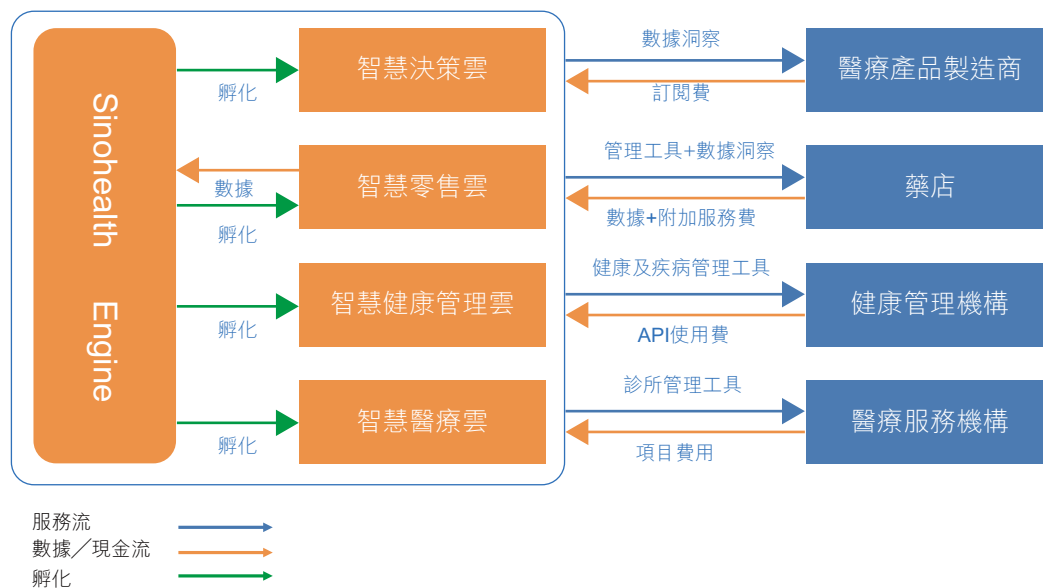 Sinohealth Engine
智慧決策雲
孵化
數據洞察
訂閱費
醫療產品製造商
智慧零售雲
數據
孵化
管理工具+數據洞察
數據+附加服務費
藥店
智慧健康管理雲
孵化
健康及疾病管理工具
API使用費
健康管理機構
智慧醫療雲
孵化
診所管理工具
項目費用
醫療服務機構
服務流
數據／現金流
孵化